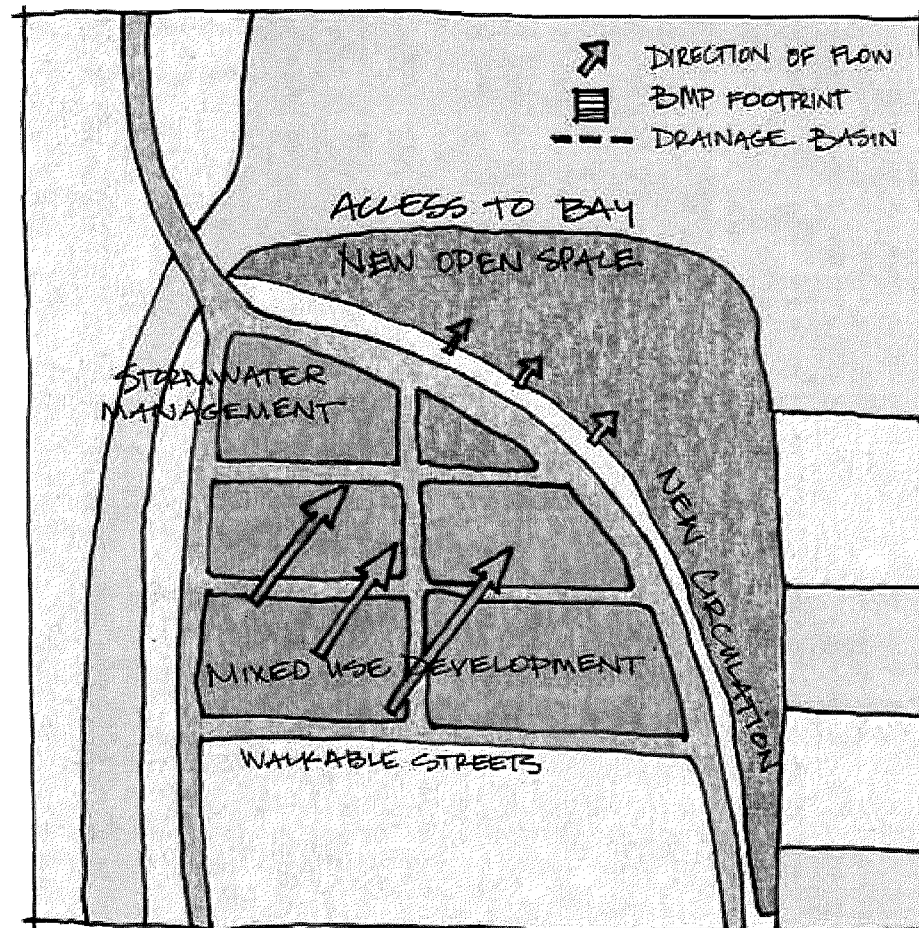 DIRECTION OF FLOW
BMP FOOTPRINT
DRAINAGE BASIN
ACCESS TO BAY
NEW OPEN SPACE
STORMWATER
MANAGEMENT
NEW CIRCULATION
MIXED USE DEVELOPMENT
WALKABLE STREETS